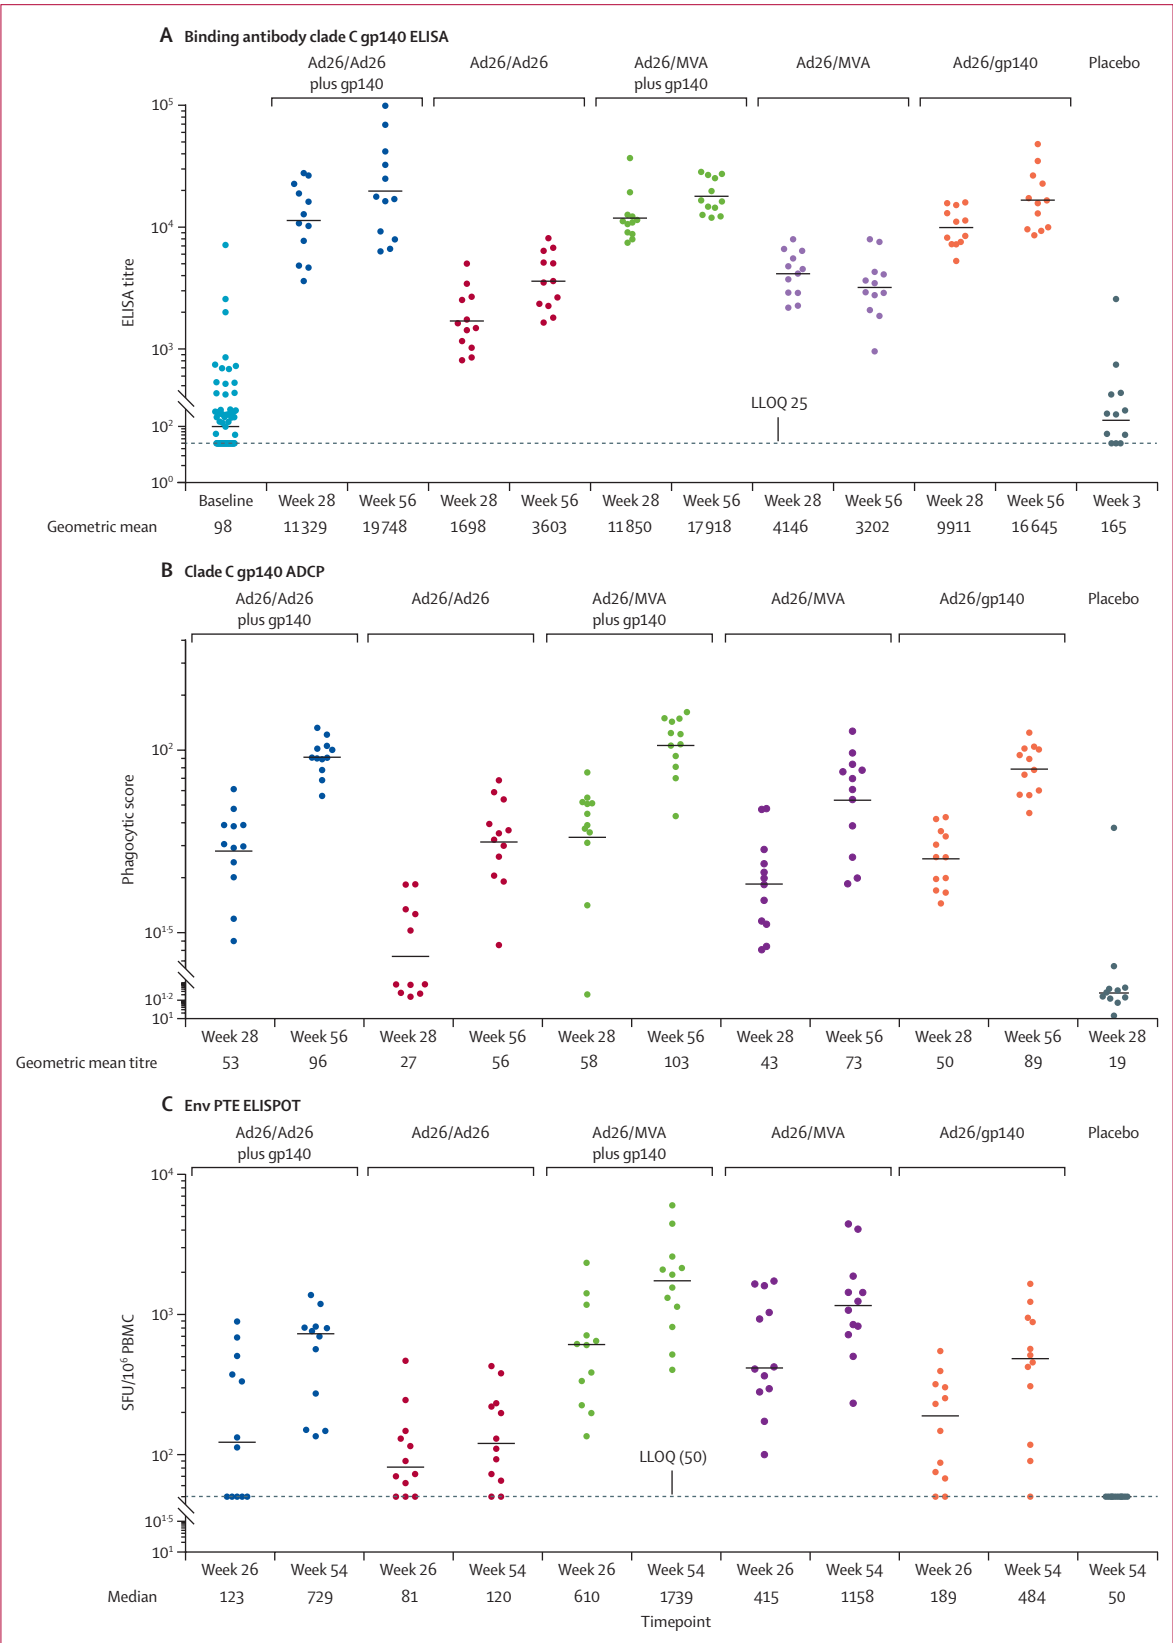 A Binding antibody clade C gp140 ELISA
Ad26/Ad26 plus gp140
Ad26/Ad26
Ad26/MVA plus gp140
Ad26/MVA
Ad26/gp140
Placebo
ELISA titre
10⁵
10⁴
10³
10²
10⁰
LLOQ 25
Baseline Week 28 Week 56 Week 28 Week 56 Week 28 Week 56 Week 28 Week 56 Week 28 Week 56 Week 3
Geometric mean 98 11329 19748 1698 3603 11850 17918 4146 3202 9911 16645 165
B Clade C gp140 ADCP
Ad26/Ad26 plus gp140
Ad26/Ad26
Ad26/MVA plus gp140
Ad26/MVA
Ad26/gp140
Placebo
Phagocytic score
10²
10¹·⁵
10¹·²
10¹
Week 28 Week 56 Week 28 Week 56 Week 28 Week 56 Week 28 Week 56 Week 28 Week 56 Week 28
Geometric mean titre 53 96 27 56 58 103 43 73 50 89 19
C Env PTE ELISPOT
Ad26/Ad26 plus gp140
Ad26/Ad26
Ad26/MVA plus gp140
Ad26/MVA
Ad26/gp140
Placebo
SFU/10⁶ PBMC
10⁴
10³
10²
10¹·⁵
10¹
LLOQ (50)
Week 26 Week 54 Week 26 Week 54 Week 26 Week 54 Week 26 Week 54 Week 26 Week 54 Week 54
Median 123 729 81 120 610 1739 415 1158 189 484 50
Timepoint